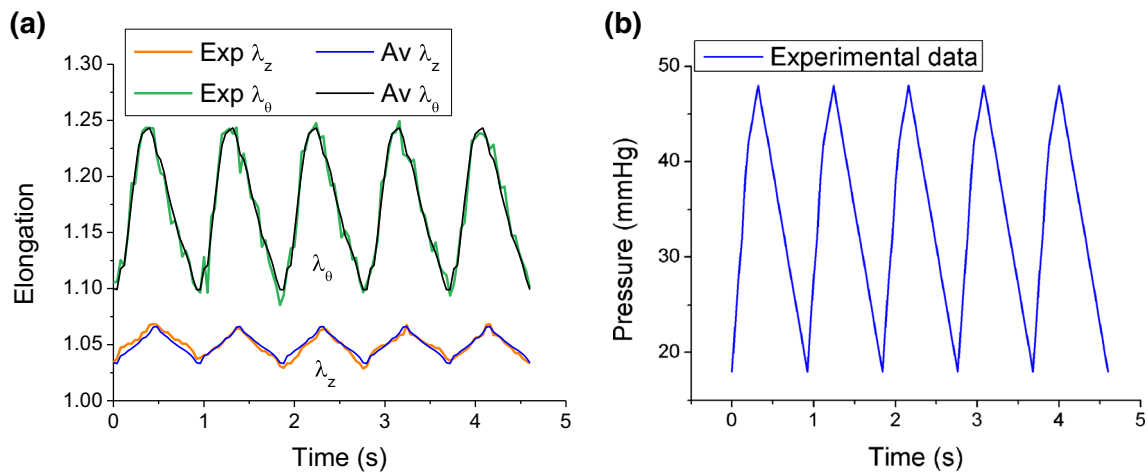 (a)
Exp λz Av λz
Exp λθ Av λθ
1.30
1.25
1.20
1.15
1.10
1.05
1.00
Elongation
λθ
λz
0 1 2 3 4 5
Time (s)
(b)
Experimental data
50
40
30
20
Pressure (mmHg)
0 1 2 3 4 5
Time (s)